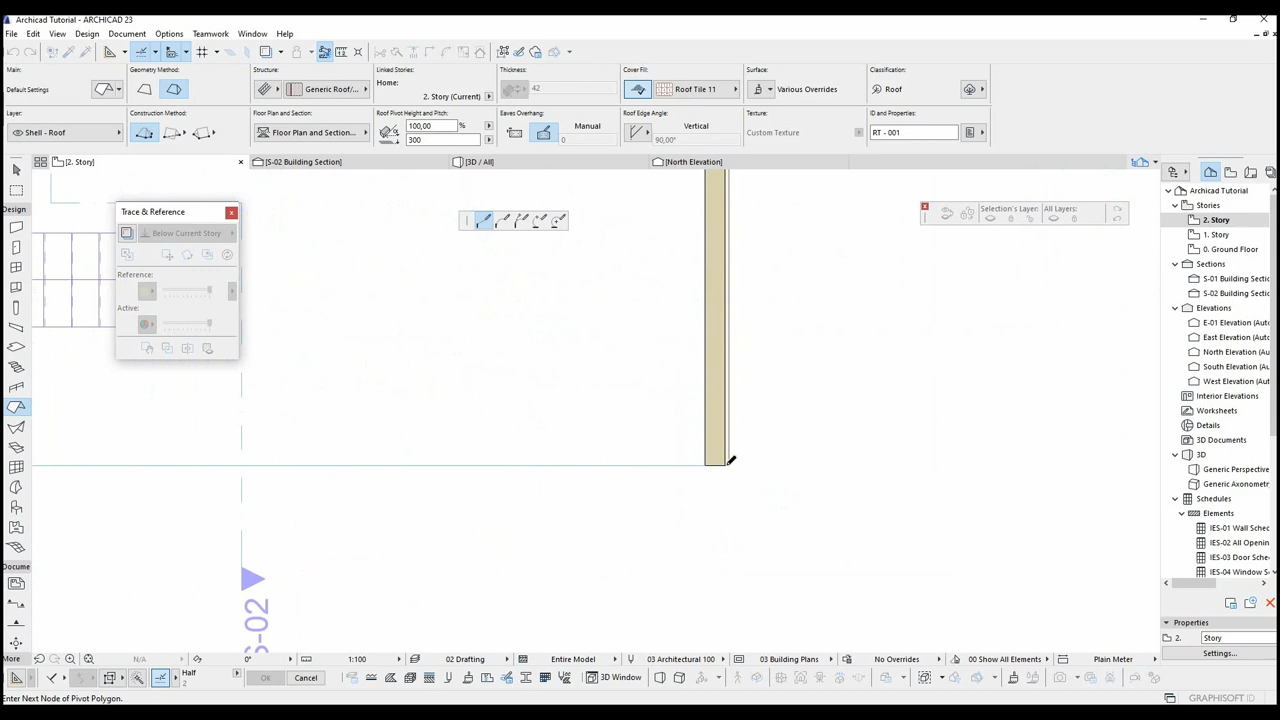 Archicad Tutorial - ARCHICAD 23
File Edit View Design Document Options Teamwork Window Help
Main: Geometry Method: Structure: Linked Stories: Thickness: Cover Fill: Surface: Classification:
Default Settings Generic Roof/... Home: 2. Story (Current) 42 Roof Tile 11 Various Overrides Roof
Layer: Construction Method: Floor Plan and Section: Roof Pivot Height and Pitch: Eaves Overhang: Roof Edge Angle: Texture: ID and Properties:
Shell - Roof Floor Plan and Section... 100,00 % 300 Manual 0 Vertical 90,00° Custom Texture RT - 001
[2. Story] [S-02 Building Section] [3D / All] [North Elevation]
Design
Trace & Reference
Below Current Story
Reference:
Active:
Selection's Layer: All Layers:
Archicad Tutorial
Stories
2. Story
1. Story
0. Ground Floor
Sections
S-01 Building Sectio
S-02 Building Sectio
Elevations
E-01 Elevation (Aut
East Elevation (Aut
North Elevation (Au
South Elevation (Au
West Elevation (Aut
Interior Elevations
Worksheets
Details
3D Documents
3D
Generic Perspective
Generic Axonometr
Schedules
Elements
IES-01 Wall Sched
IES-02 All Opening
IES-03 Door Sche
IES-04 Window S
Docume
More
S-02
Properties
2. Story
Settings...
N/A 0° 1:100 02 Drafting Entire Model 03 Architectural 03 Building Plans No Overrides 00 Show All Elements Plain Meter
Half
2
OK Cancel 3D Window
Enter Next Node of Pivot Polygon.
GRAPHISOFT